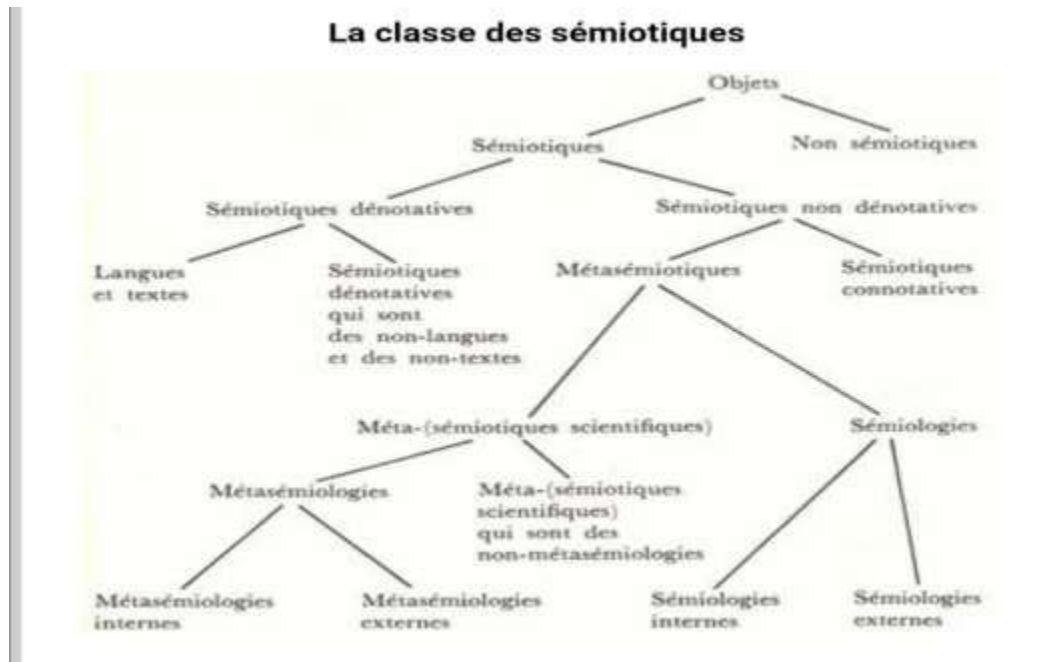 La classe des sémiotiques
Objets
Sémiotiques
Non sémiotiques
Sémiotiques dénotatives
Sémiotiques non dénotatives
Langues
et textes
Sémiotiques
dénotatives
qui sont
des non-langues
et des non-textes
Métasémiotiques
Sémiotiques
connotatives
Méta-(sémiotiques scientifiques)
Sémiologies
Métasémiologies
Méta-(sémiotiques
scientifiques)
qui sont des
non-métasémiologies
Métasémiologies
internes
Métasémiologies
externes
Sémiologies
internes
Sémiologies
externes